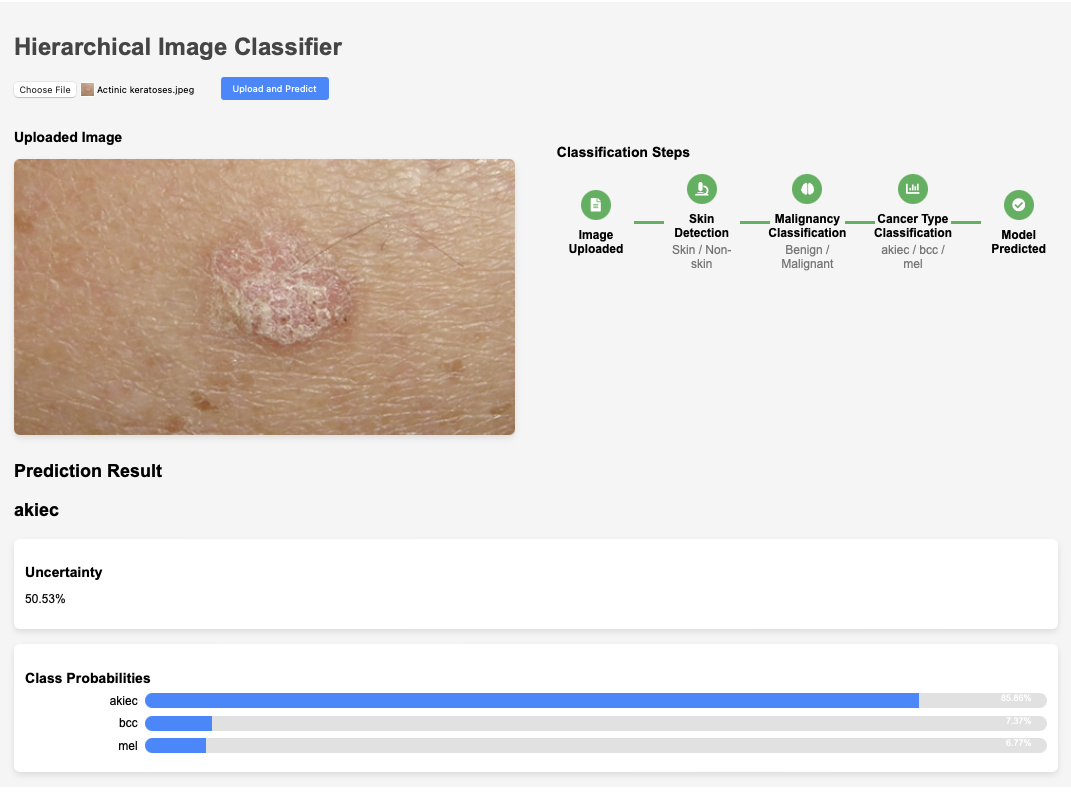 Hierarchical Image Classifier
Choose File Actinic keratoses.jpeg Upload and Predict
Uploaded Image
Classification Steps
Image
Uploaded
Skin
Detection
Skin / Non-
skin
Malignancy
Classification
Benign /
Malignant
Cancer Type
Classification
akiec / bcc /
mel
Model
Predicted
Prediction Result
akiec
Uncertainty
50.53%
Class Probabilities
akiec 85.86%
bcc 7.37%
mel 6.77%